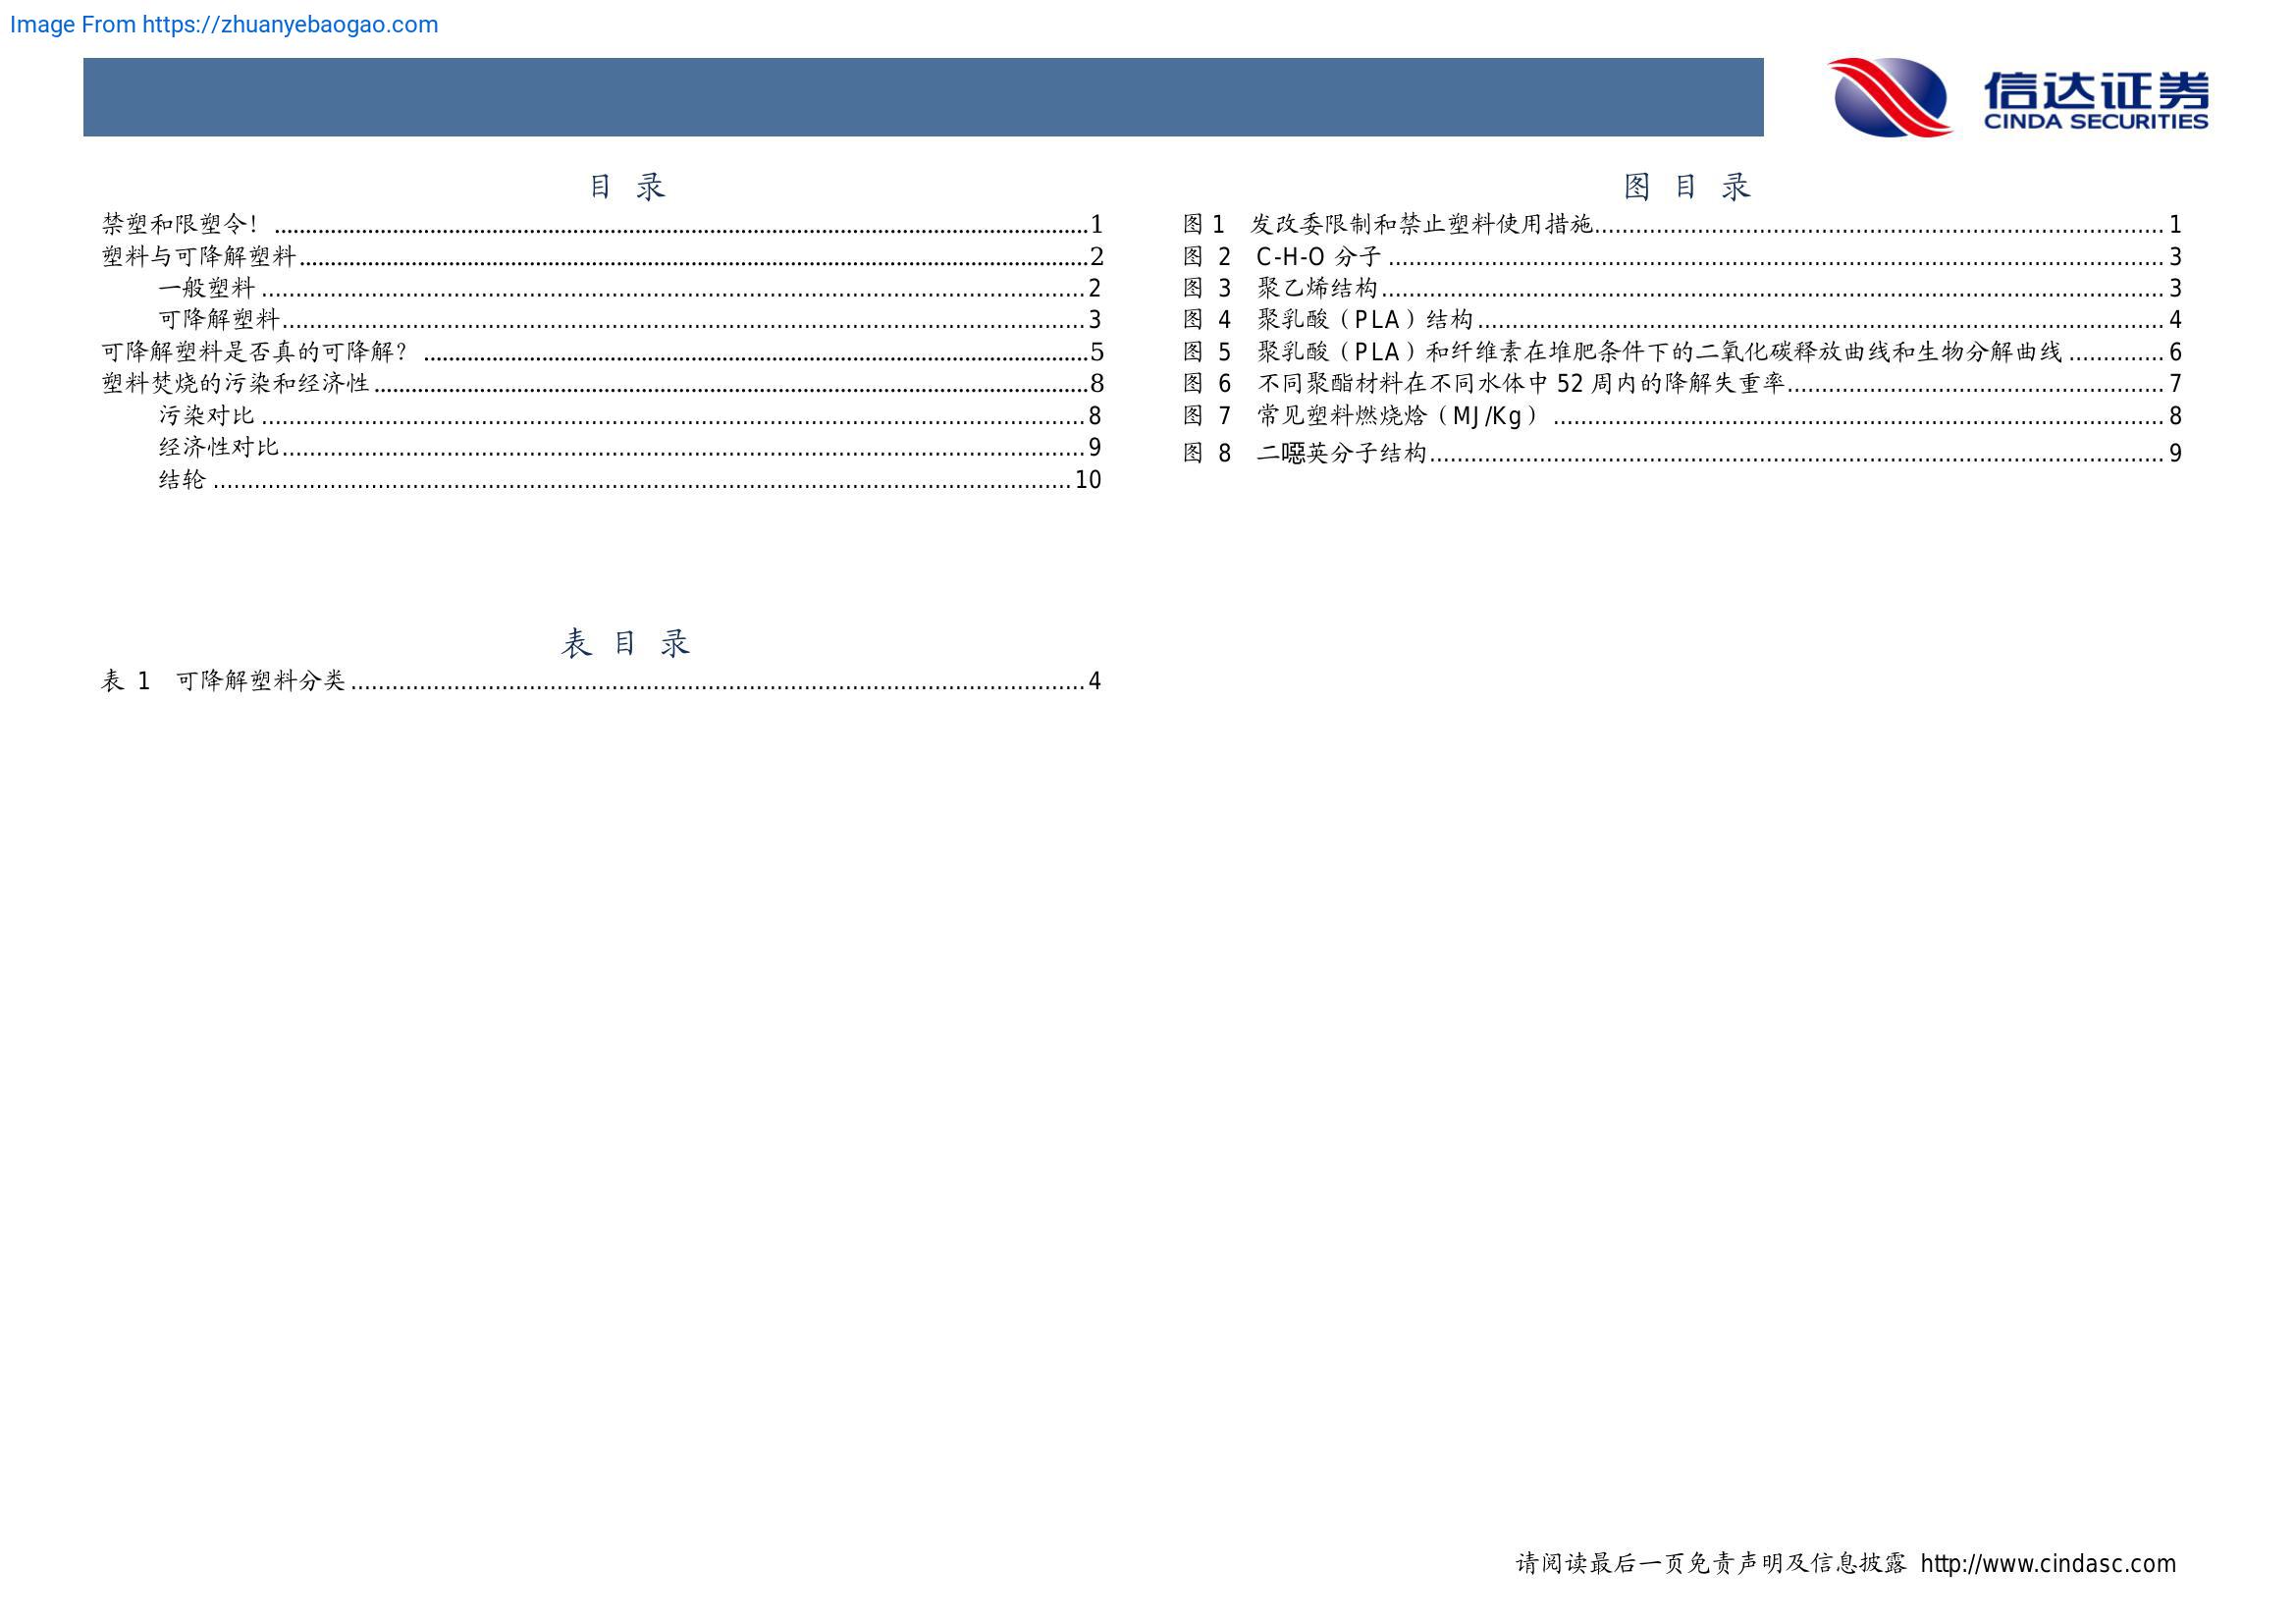 Image From https://zhuanyebaogao.com
信达证券
CINDA SECURITIES
目 录
禁塑和限塑令！ ........ 1
塑料与可降解塑料 ........ 2
一般塑料 ........ 2
可降解塑料 ........ 3
可降解塑料是否真的可降解？ ........ 5
塑料焚烧的污染和经济性 ........ 8
污染对比 ........ 8
经济性对比 ........ 9
结轮 ........ 10
表 目 录
表 1 可降解塑料分类 ........ 4
图 目 录
图 1 发改委限制和禁止塑料使用措施 ........ 1
图 2 C-H-O 分子 ........ 3
图 3 聚乙烯结构 ........ 3
图 4 聚乳酸（PLA）结构 ........ 4
图 5 聚乳酸（PLA）和纤维素在堆肥条件下的二氧化碳释放曲线和生物分解曲线 ........ 6
图 6 不同聚酯材料在不同水体中 52 周内的降解失重率 ........ 7
图 7 常见塑料燃烧焓（MJ/Kg） ........ 8
图 8 二噁英分子结构 ........ 9
请阅读最后一页免责声明及信息披露 http://www.cindasc.com